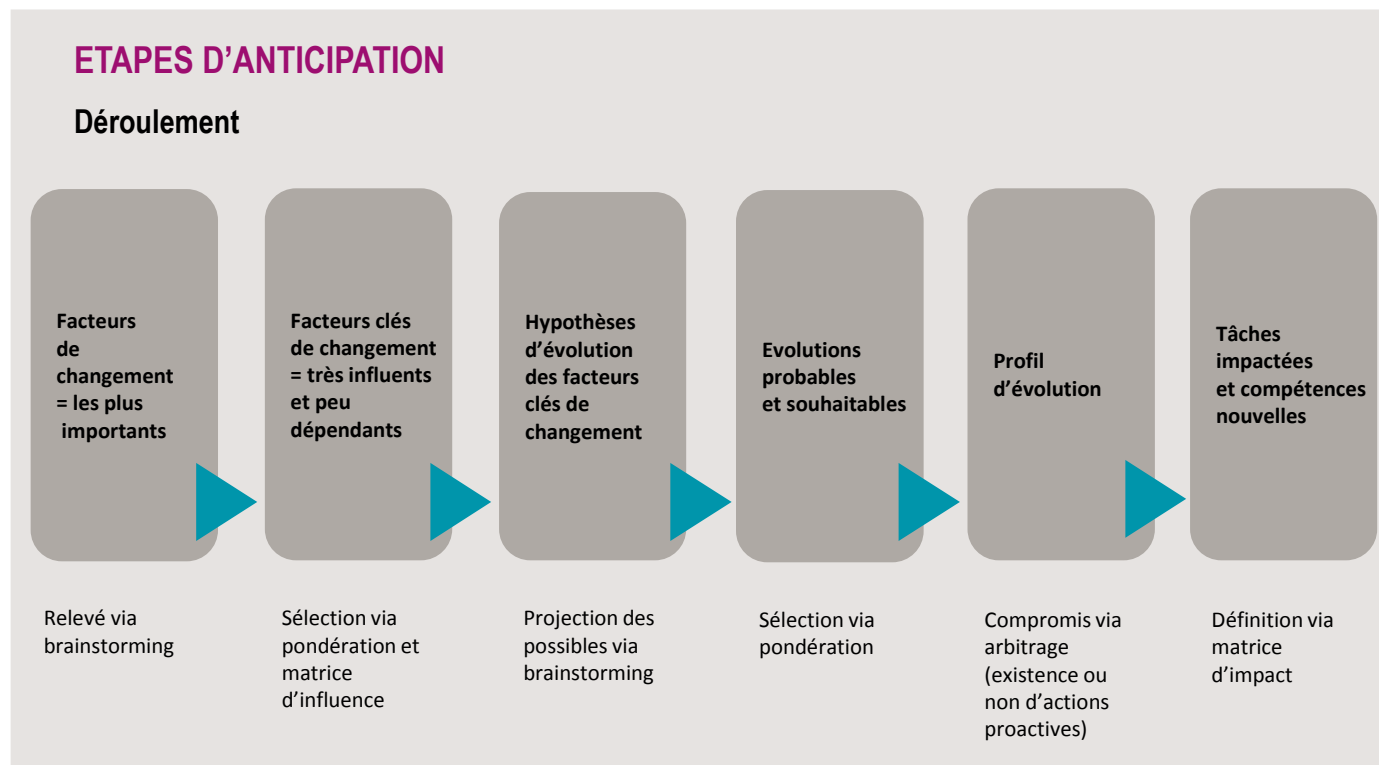 ETAPES D’ANTICIPATION
Déroulement
Facteurs
de
changement
= les plus
importants
Facteurs clés
de changement
= très influents
et peu
dépendants
Hypothèses
d’évolution
des facteurs
clés de
changement
Evolutions
probables
et souhaitables
Profil
d’évolution
Tâches
impactées
et compétences
nouvelles
Relevé via
brainstorming
Sélection via
pondération et
matrice
d’influence
Projection des
possibles via
brainstorming
Sélection via
pondération
Compromis via
arbitrage
(existence ou
non d’actions
proactives)
Définition via
matrice
d’impact